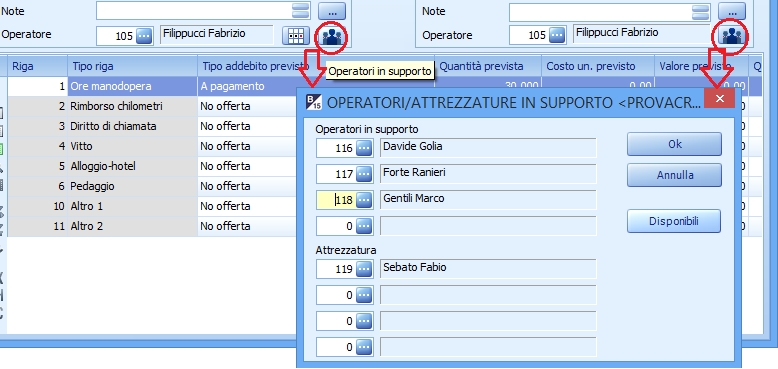 Note ... Note ...
Operatore 105 ... Filippucci Fabrizio Operatore 105 ... Filippucci Fabrizio
Riga Tipo riga Tipo addebito previsto Quantità prevista Costo un. previsto Valore previsto Q
Operatori in supporto
1 Ore manodopera A pagamento 30,000 0,00 0,00
2 Rimborso chilometri No offerta
3 Diritto di chiamata No offerta
4 Vitto No offerta
5 Alloggio-hotel No offerta
6 Pedaggio No offerta
10 Altro 1 No offerta
11 Altro 2 No offerta
B 15 OPERATORI/ATTREZZATURE IN SUPPORTO <PROVACR...
Operatori in supporto
116 ... Davide Golia
117 ... Forte Ranieri
118 ... Gentili Marco
0 ...
Attrezzatura
119 ... Sebato Fabio
0 ...
0 ...
0 ...
Ok
Annulla
Disponibili